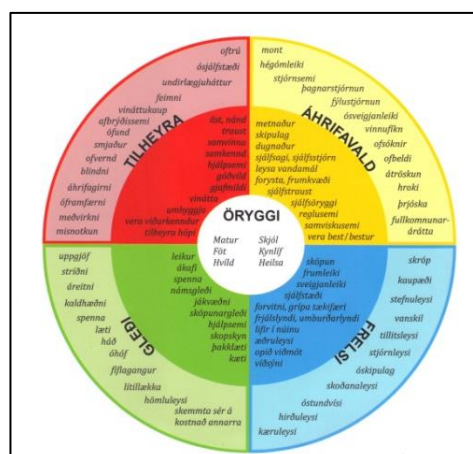 TILHEYRA
oftrú
ósjálfstæði
undirlægjuháttur
feimni
vináttukaup
afbrýðissemi
öfund
smjaður
ofvernd
blindni
áhrifagirni
óframfærni
meðvirkni
misnotkun
ást, nánd
traust
samvinna
samkennd
hjálpsemi
góðvild
gjafmildi
vinátta
umhyggja
vera viðurkenndur
tilheyra hópi
ÁHRIFAVALD
mont
hégómleiki
stjórnsemi
þagnarstjórnun
fýlustjórnun
ósveigjanleiki
vinnufíkn
ofsóknir
ofbeldi
átröskun
hroki
þrjóska
fullkomnunar-
árátta
metnaður
skipulag
dugnaður
sjálfsagi, sjálfstjórn
leysa vandamál
forysta, frumkvæði
sjálfstraust
sjálfsöryggi
reglusemi
samviskusemi
vera best/bestur
ÖRYGGI
Matur Skjól
Föt Kynlíf
Hvíld Heilsa
GLEÐI
leikur
ákafi
spenna
námsgleði
jákvæðni
sköpunargleði
hjálpsemi
skopskyn
þakklæti
kæti
uppgjöf
stríðni
áreitni
kaldhæðni
spenna
læti
háð
óhóf
fíflagangur
lítillækka
hömluleysi
skemmta sér á
kostnað annarra
FRELSI
sköpun
frumleiki
sveigjanleiki
sjálfstæði
forvitni, grípa tækifæri
frjálslyndi, umburðarlyndi
lifir í núinu
æðruleysi
opið viðmót
víðsýni
skróp
kaupæði
stefnuleysi
vanskil
tillitsleysi
stjórnleysi
óskipulag
skoðanaleysi
óstundvísi
hirðuleysi
kæruleysi